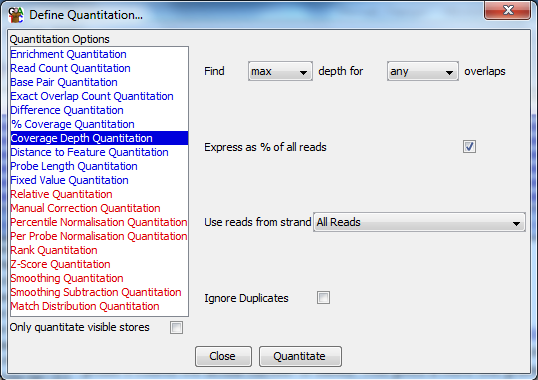 Define Quantitation...
Quantitation Options
Enrichment Quantitation
Read Count Quantitation
Base Pair Quantitation
Exact Overlap Count Quantitation
Difference Quantitation
% Coverage Quantitation
Coverage Depth Quantitation
Distance to Feature Quantitation
Probe Length Quantitation
Fixed Value Quantitation
Relative Quantitation
Manual Correction Quantitation
Percentile Normalisation Quantitation
Per Probe Normalisation Quantitation
Rank Quantitation
Z-Score Quantitation
Smoothing Quantitation
Smoothing Subtraction Quantitation
Match Distribution Quantitation
Only quantitate visible stores
Find max depth for any overlaps
Express as % of all reads
Use reads from strand All Reads
Ignore Duplicates
Close Quantitate